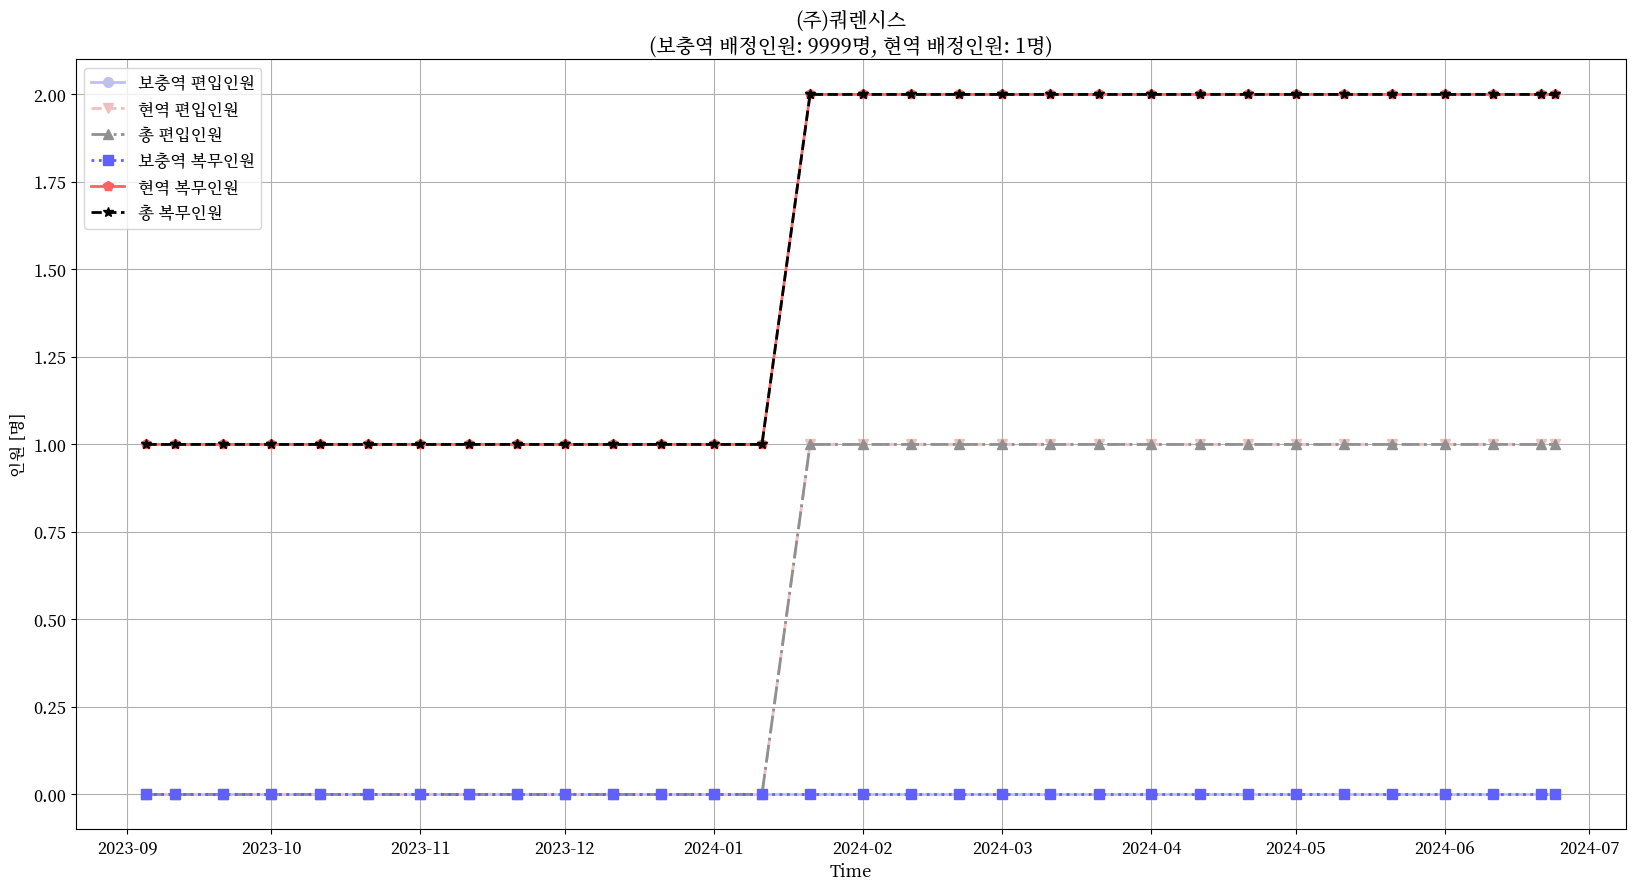 (주)쿼렌시스
(보충역 배정인원: 9999명, 현역 배정인원: 1명)
보충역 편입인원
현역 편입인원
총 편입인원
보충역 복무인원
현역 복무인원
총 복무인원
2.00
1.75
1.50
1.25
1.00
0.75
0.50
0.25
0.00
인원 [명]
2023-09
2023-10
2023-11
2023-12
2024-01
2024-02
2024-03
2024-04
2024-05
2024-06
2024-07
Time